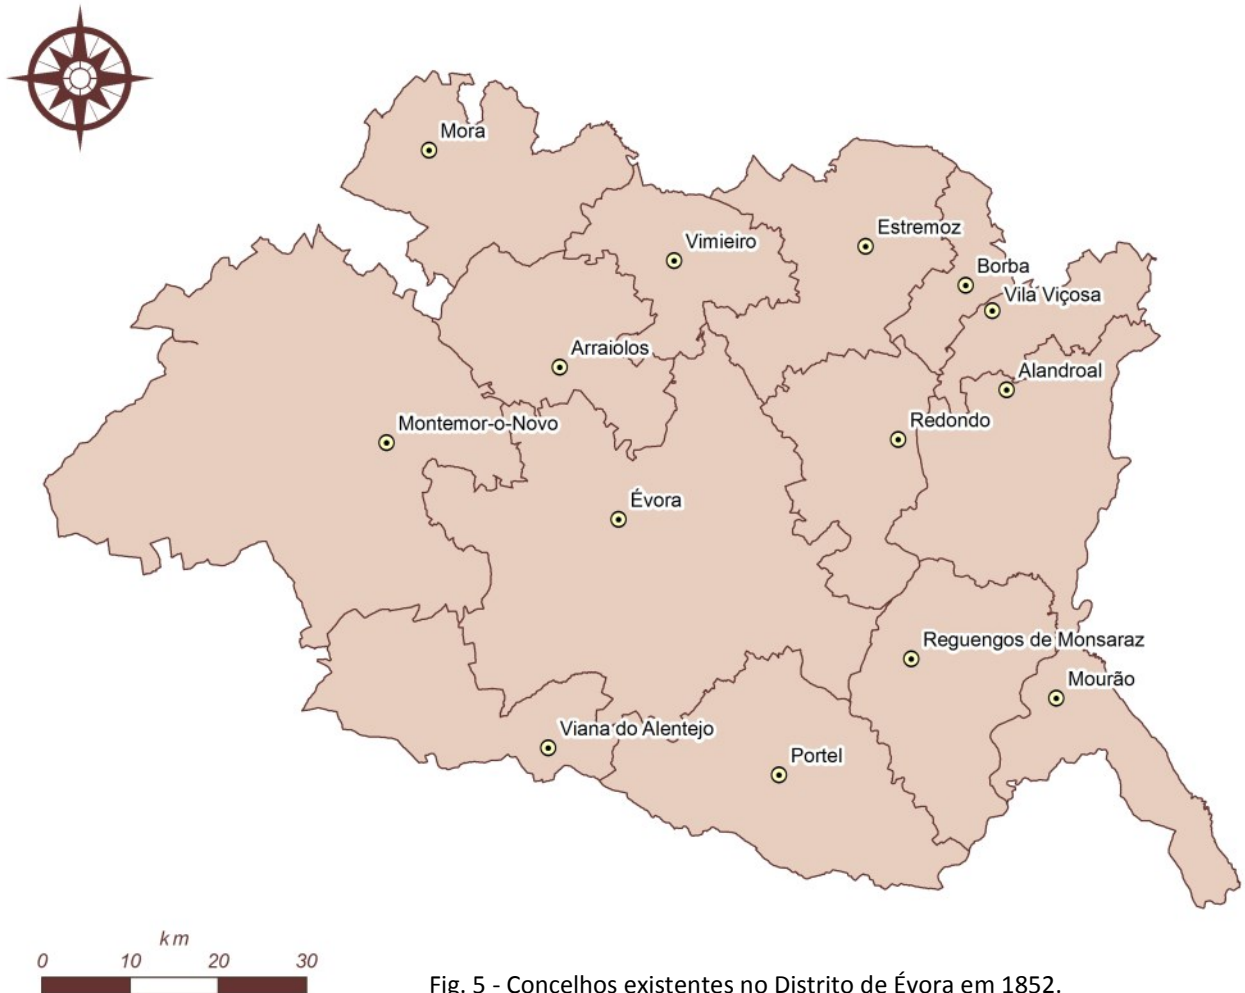 Mora
Vimieiro
Estremoz
Borba
Vila Viçosa
Arraiolos
Alandroal
Montemor-o-Novo
Redondo
Évora
Reguengos de Monsaraz
Mourão
Viana do Alentejo
Portel
km
0 10 20 30
Fig. 5 - Concelhos existentes no Distrito de Évora em 1852.